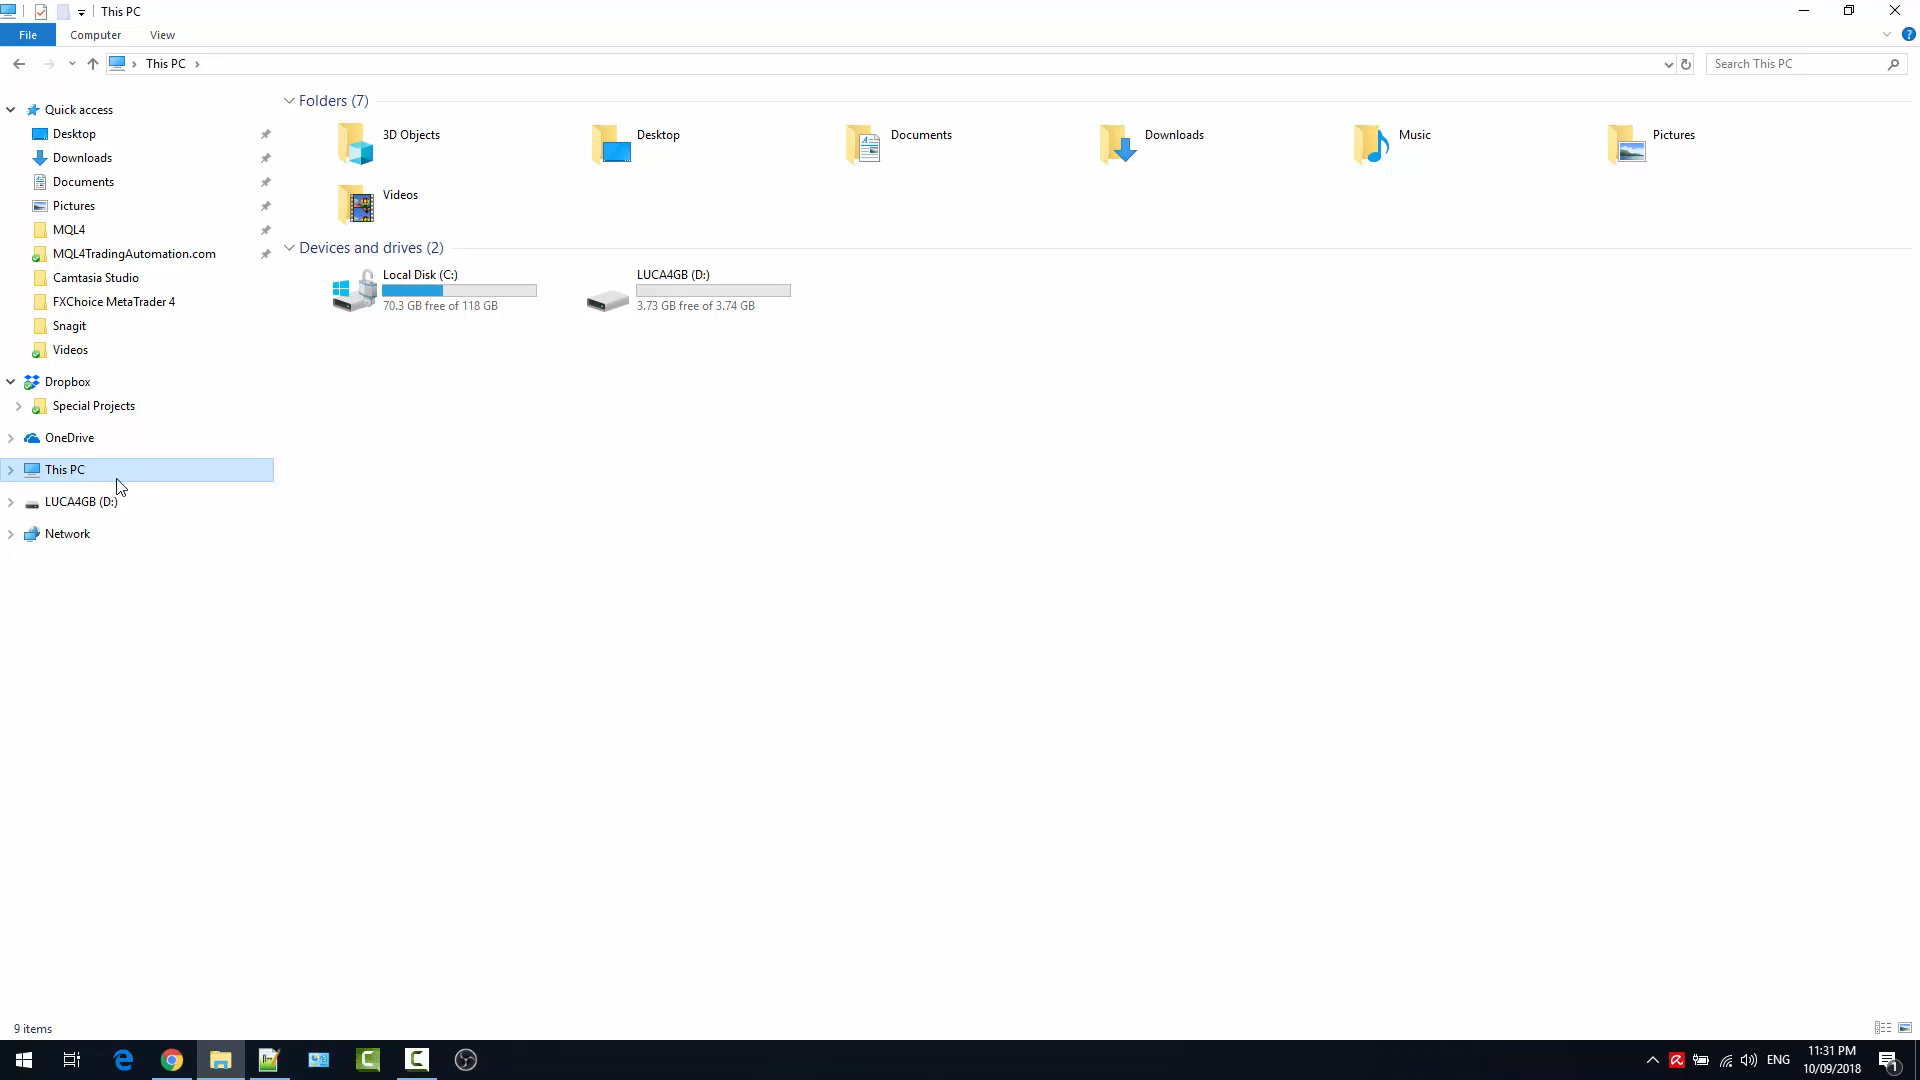 This PC
File Computer View
This PC
Search This PC
Quick access
Desktop
Downloads
Documents
Pictures
MQL4
MQL4TradingAutomation.com
Camtasia Studio
FXChoice MetaTrader 4
Snagit
Videos
Dropbox
Special Projects
OneDrive
This PC
LUCA4GB (D:)
Network
Folders (7)
3D Objects Desktop Documents Downloads Music Pictures
Videos
Devices and drives (2)
Local Disk (C:)
70.3 GB free of 118 GB
LUCA4GB (D:)
3.73 GB free of 3.74 GB
9 items
ENG
11:31 PM
10/09/2018
1